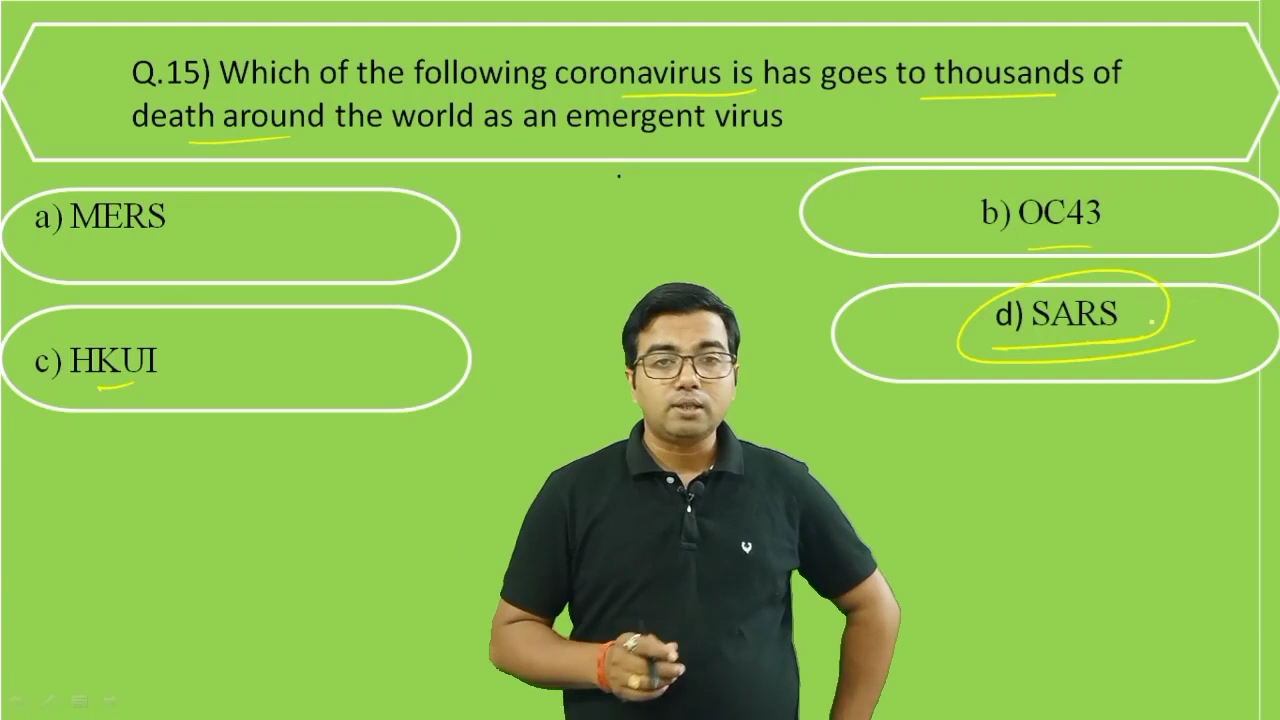 Q.15) Which of the following coronavirus is has goes to thousands of
death around the world as an emergent virus
a) MERS
b) OC43
c) HKUI
d) SARS